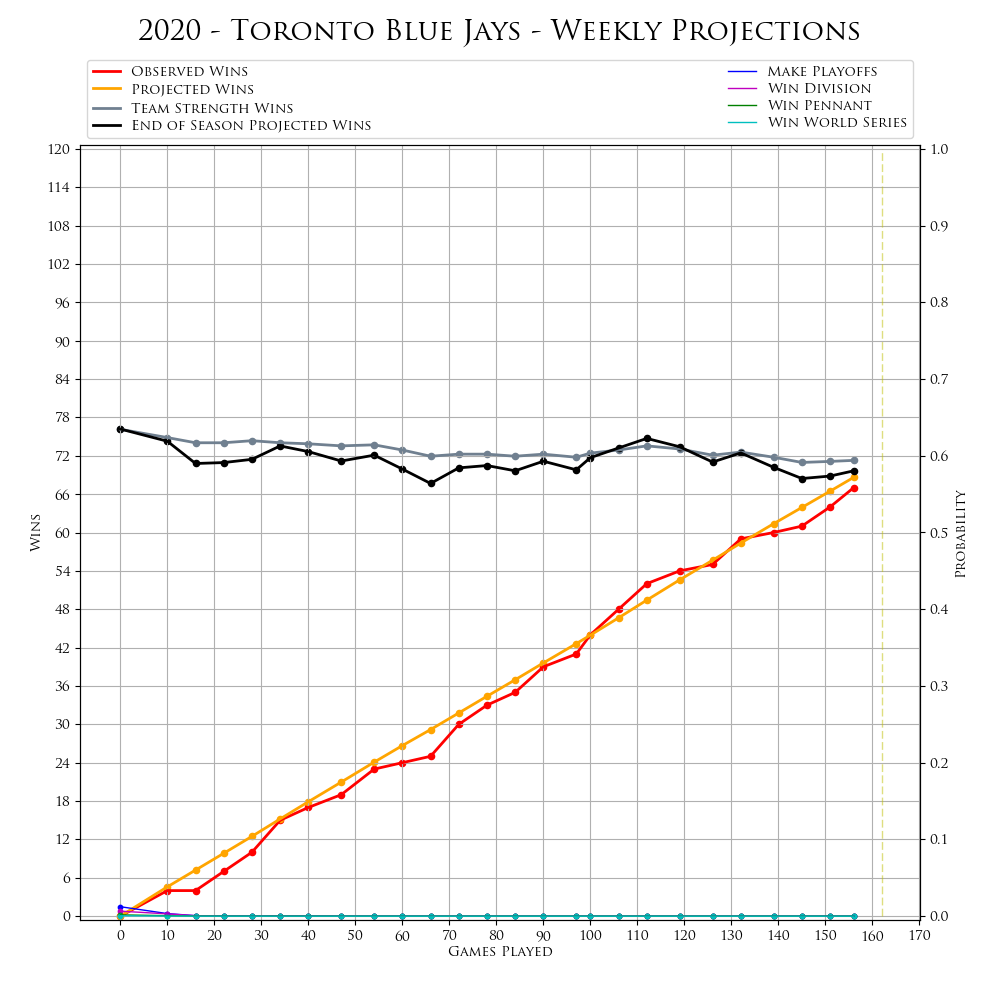 2020 - Toronto Blue Jays - Weekly Projections
Observed Wins
Projected Wins
Team Strength Wins
End of Season Projected Wins
Make Playoffs
Win Division
Win Pennant
Win World Series
120
114
108
102
96
90
84
78
72
66
60
54
48
42
36
30
24
18
12
6
0
Wins
1.0
0.9
0.8
0.7
0.6
0.5
0.4
0.3
0.2
0.1
0.0
Probability
0 10 20 30 40 50 60 70 80 90 100 110 120 130 140 150 160 170
Games Played